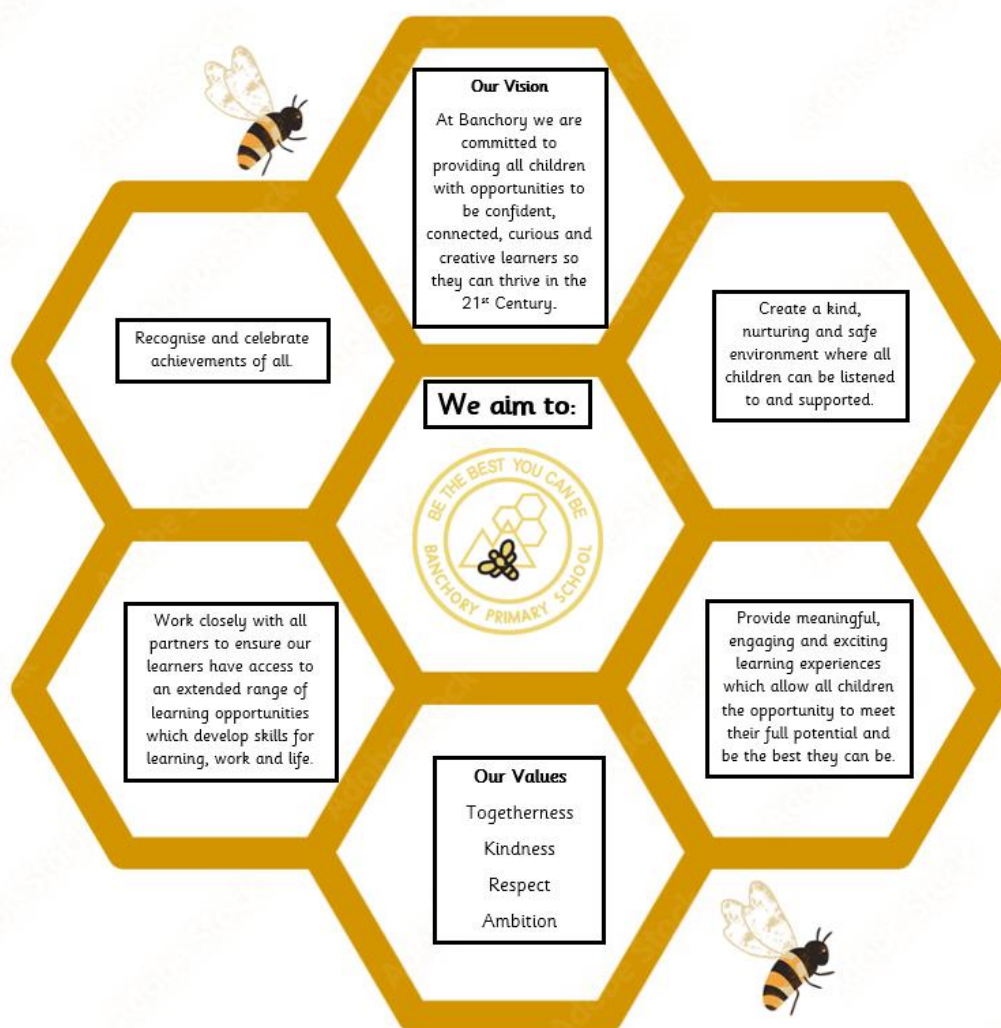 Our Vision
At Banchory we are
committed to
providing all children
with opportunities to
be confident,
connected, curious and
creative learners so
they can thrive in the
21st Century.
Recognise and celebrate
achievements of all.
Create a kind,
nurturing and safe
environment where all
children can be listened
to and supported.
We aim to:
BE THE BEST YOU CAN BE
BANCHORY PRIMARY SCHOOL
Work closely with all
partners to ensure our
learners have access to
an extended range of
learning opportunities
which develop skills for
learning, work and life.
Provide meaningful,
engaging and exciting
learning experiences
which allow all children
the opportunity to meet
their full potential and
be the best they can be.
Our Values
Togetherness
Kindness
Respect
Ambition
Adobe Stock